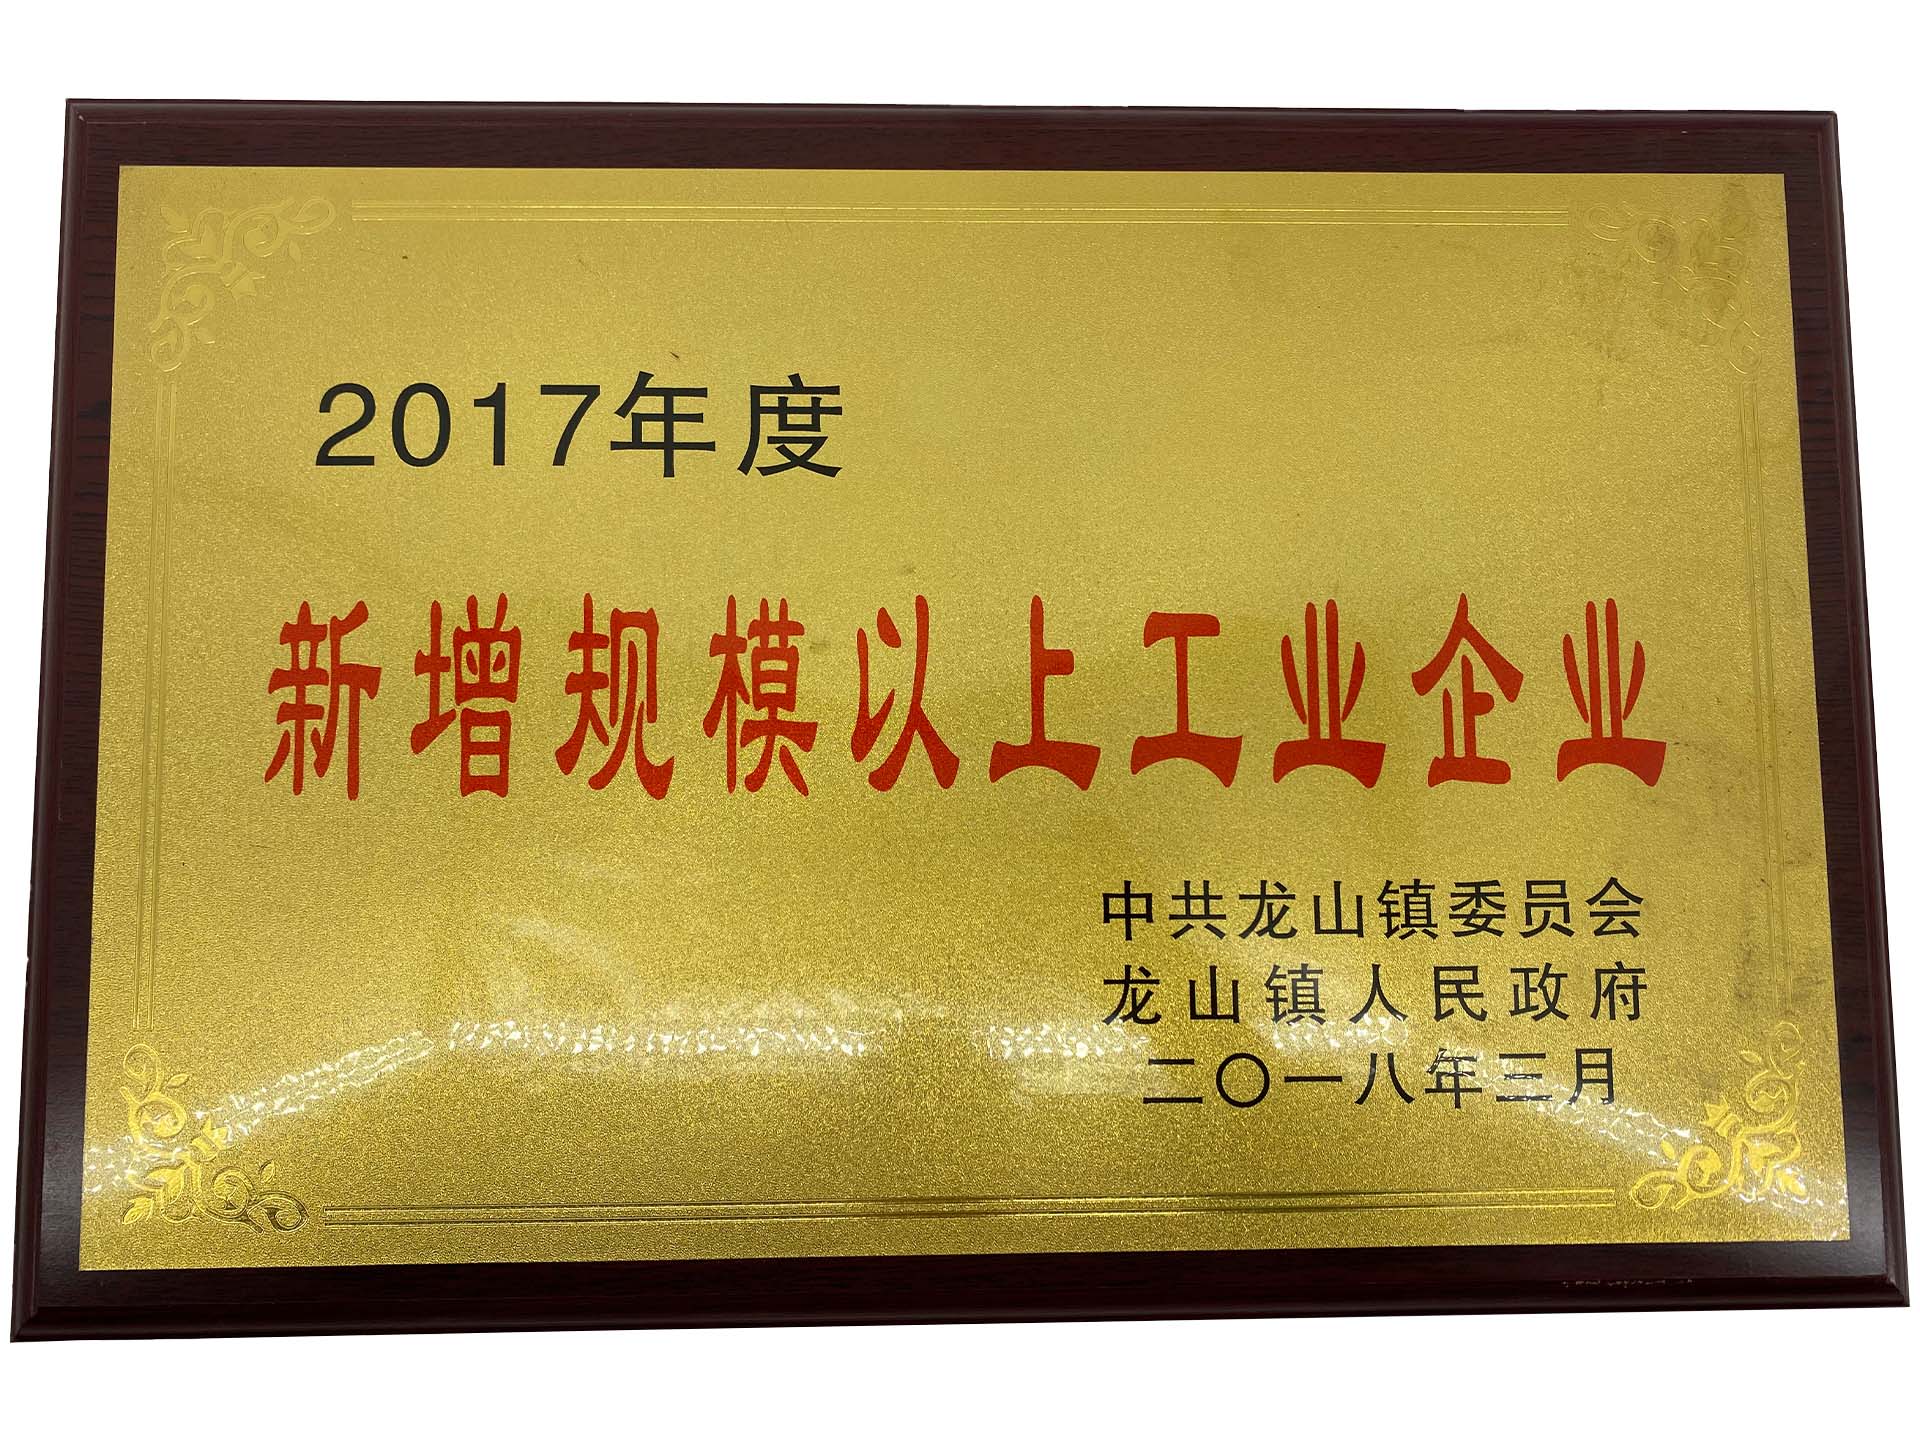 2017年度
新增规模以上工业企业
中共龙山镇委员会
龙山镇人民政府
二〇一八年三月